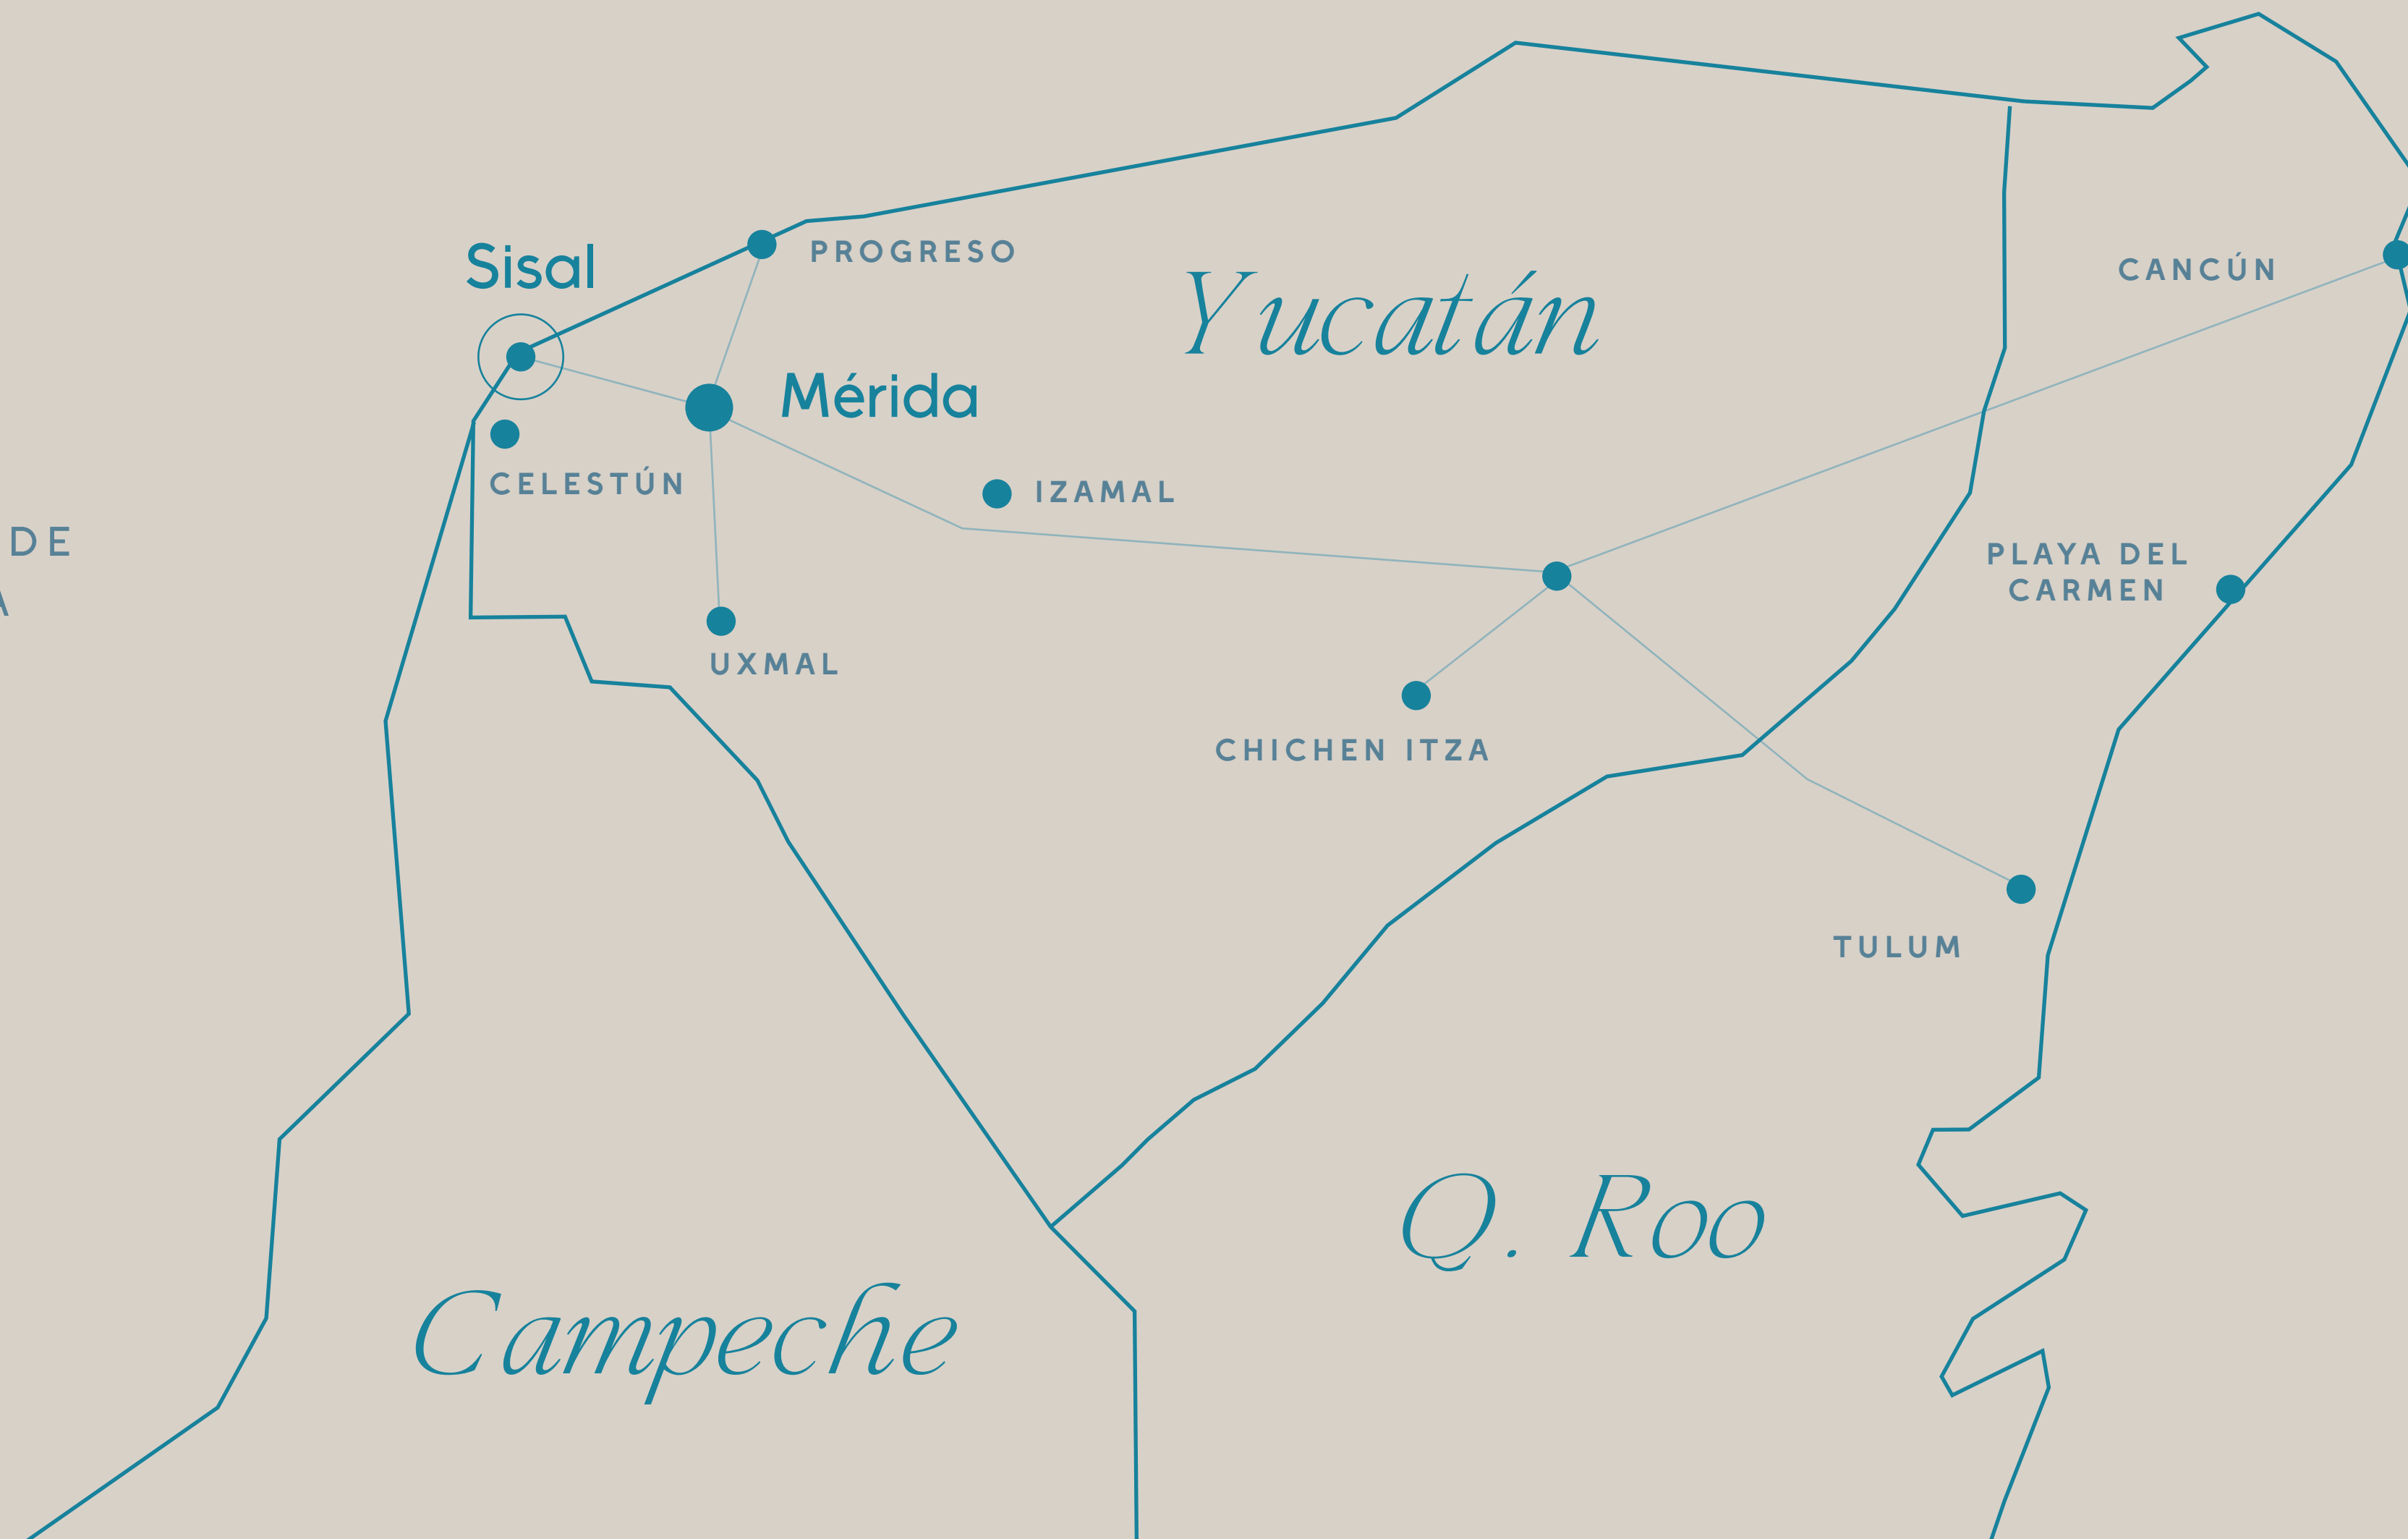 Sisal
PROGRESO
Yucatán
CANCÚN
Mérida
CELESTÚN
IZAMAL
DE
PLAYA DEL
CARMEN
UXMAL
CHICHEN ITZA
TULUM
Q. Roo
Campeche